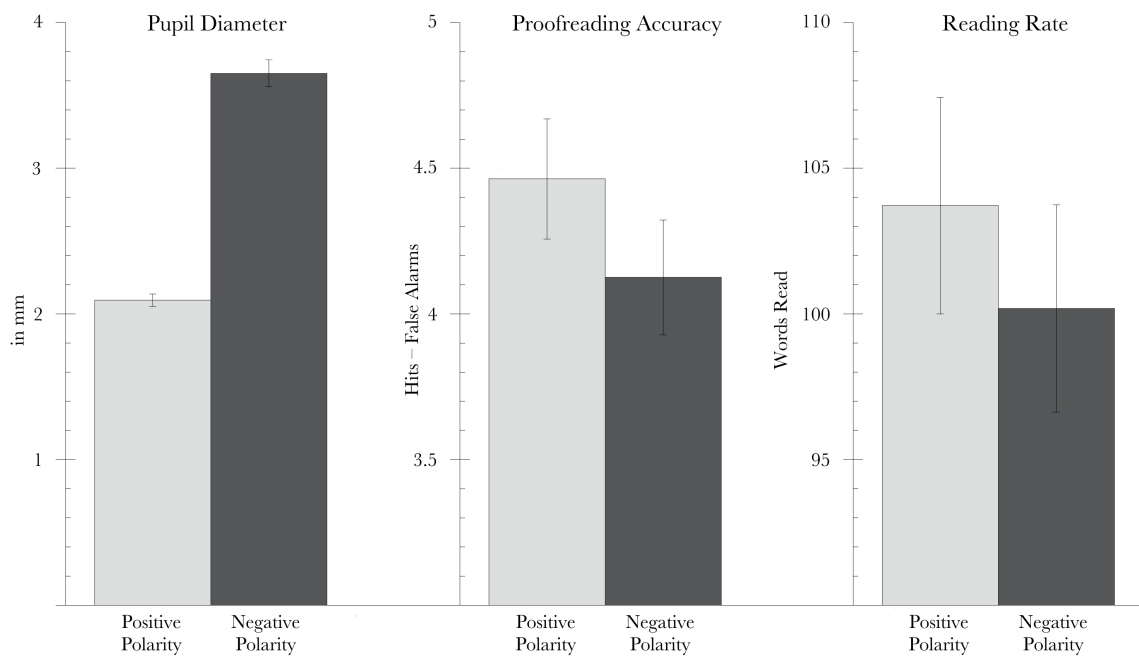 Pupil Diameter
4
3
2
1
in mm
Positive
Polarity
Negative
Polarity
Proofreading Accuracy
5
4.5
4
3.5
Hits – False Alarms
Positive
Polarity
Negative
Polarity
Reading Rate
110
105
100
95
Words Read
Positive
Polarity
Negative
Polarity